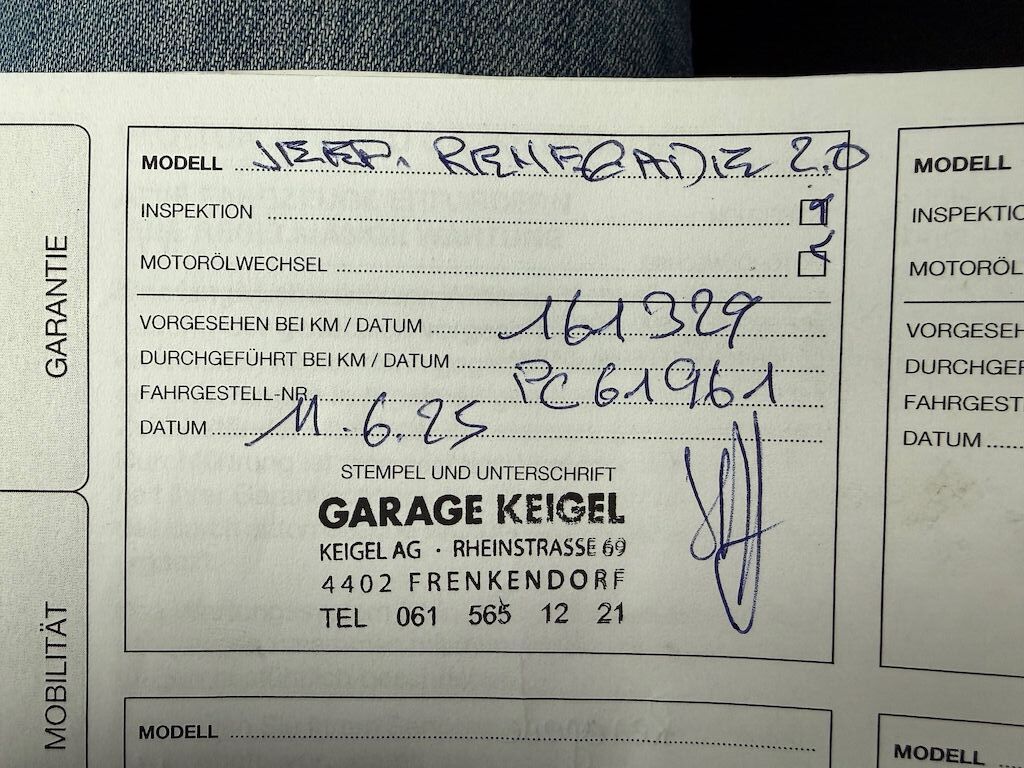 GARANTIE
MOBILITÄT
MODELL JEEP. RENEGADE 2.0
INSPEKTION
MOTORÖLWECHSEL
VORGESEHEN BEI KM / DATUM 161329
DURCHGEFÜHRT BEI KM / DATUM
FAHRGESTELL-NR. PC61961
DATUM 11.6.25
STEMPEL UND UNTERSCHRIFT
GARAGE KEIGEL
KEIGEL AG · RHEINSTRASSE 69
4402 FRENKENDORF
TEL 061 565 12 21
MODELL
MODELL
INSPEKTIO
MOTORÖL
VORGESEH
DURCHGEF
FAHRGEST
DATUM
MODELL